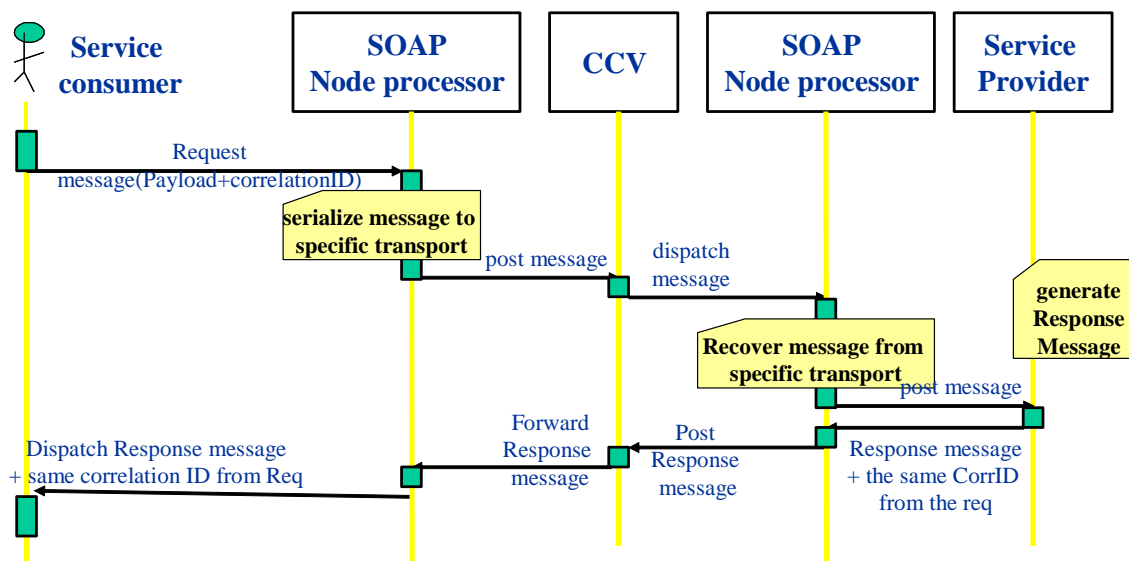 Service
consumer
SOAP
Node processor
CCV
SOAP
Node processor
Service
Provider
Request
message(Payload+correlationID)
serialize message to
specific transport
post message
dispatch
message
generate
Response
Message
Recover message from
specific transport
post message
Forward
Response
message
Post
Response
message
Response message
+ the same CorrID
from the req
Dispatch Response message
+ same correlation ID from Req